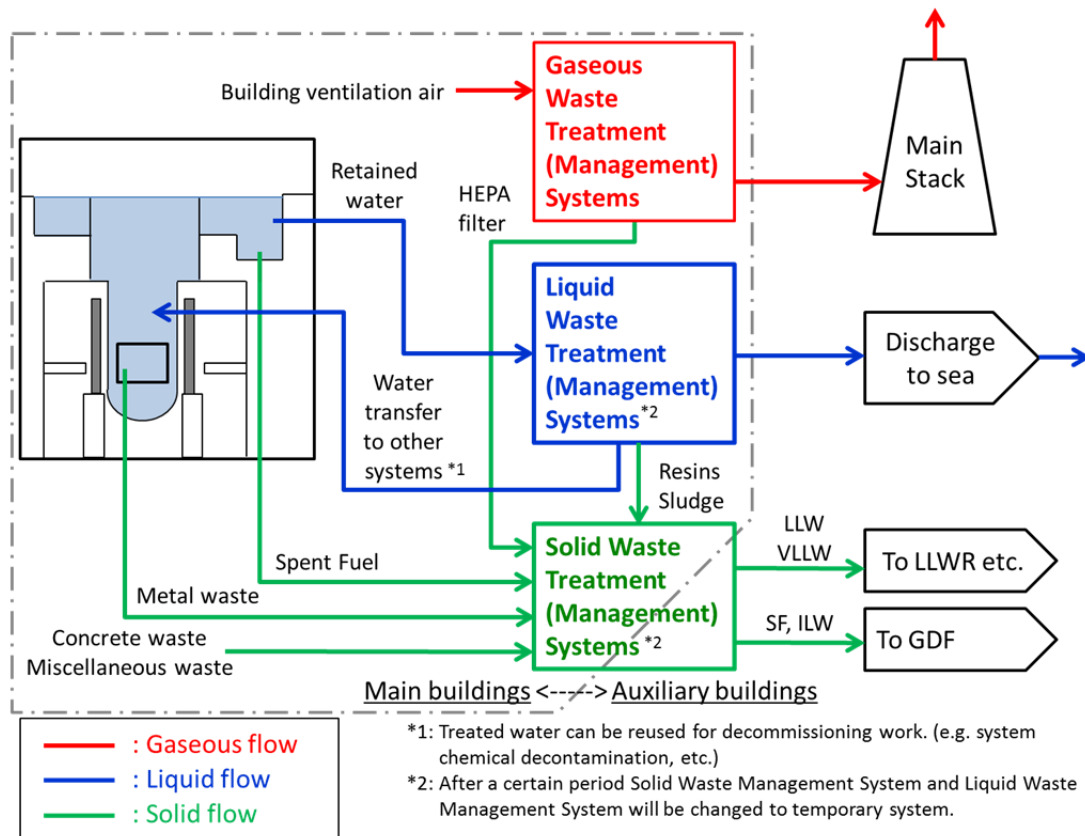 Building ventilation air
Gaseous
Waste
Treatment
(Management)
Systems
Main
Stack
Retained
water
HEPA
filter
Liquid
Waste
Treatment
(Management)
Systems*2
Discharge
to sea
Water
transfer
to other
systems *1
Resins
Sludge
Spent Fuel
Metal waste
Concrete waste
Miscellaneous waste
Solid Waste
Treatment
(Management)
Systems *2
LLW
VLLW
To LLWR etc.
SF, ILW
To GDF
Main buildings <-----> Auxiliary buildings
: Gaseous flow
: Liquid flow
: Solid flow
*1: Treated water can be reused for decommissioning work. (e.g. system
chemical decontamination, etc.)
*2: After a certain period Solid Waste Management System and Liquid Waste
Management System will be changed to temporary system.